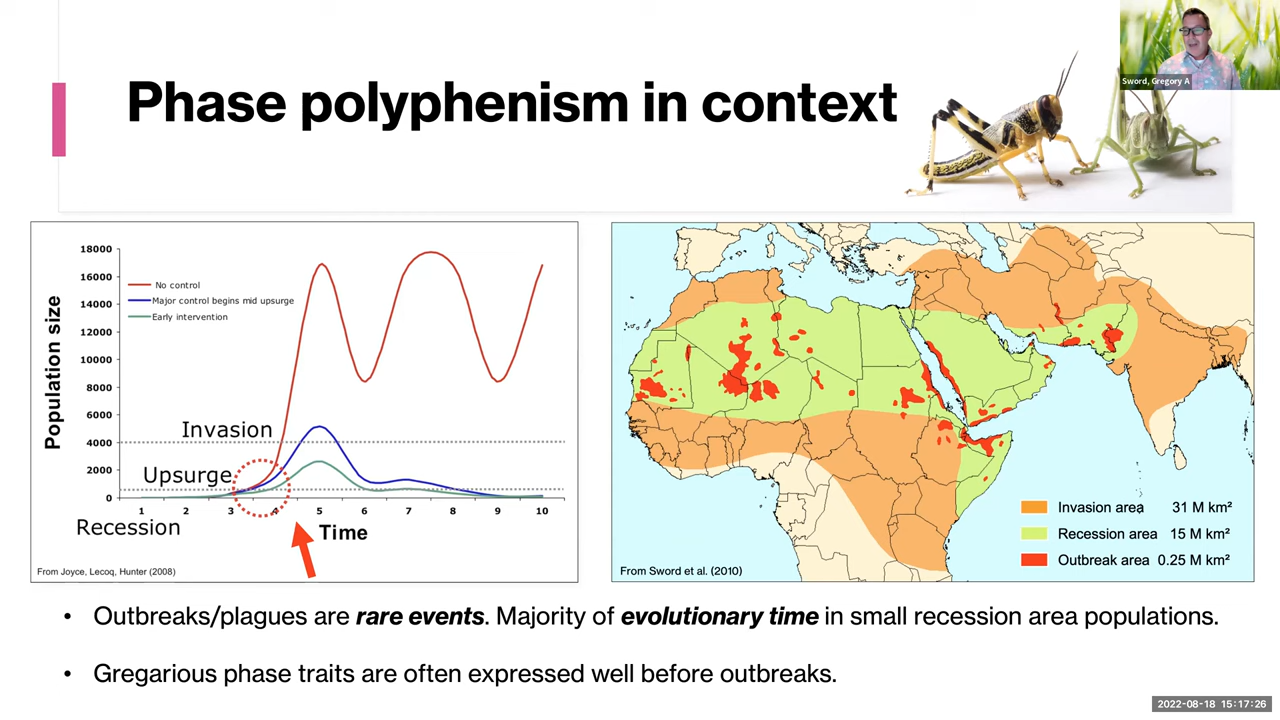 Phase polyphenism in context
Sword, Gregory A
18000
16000
14000
12000
10000
8000
6000
4000
2000
0
Population size
No control
Major control begins mid upsurge
Early intervention
Invasion
Upsurge
Recession
1 2 3 4 5 6 7 8 9 10
Time
From Joyce, Lecoq, Hunter (2008)
Invasion area 31 M km²
Recession area 15 M km²
Outbreak area 0.25 M km²
From Sword et al. (2010)
• Outbreaks/plagues are rare events. Majority of evolutionary time in small recession area populations.
• Gregarious phase traits are often expressed well before outbreaks.
2022-08-18 15:17:26